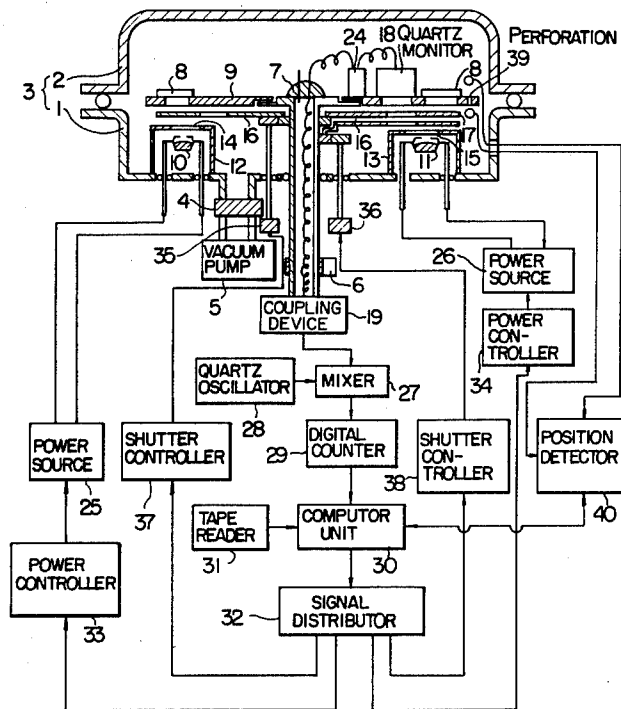 24 18 QUARTZ
MONITOR
39
PERFORATION
3 2 8 9 7 8
1
14 16 16 17
10 12 13 11 15
4
35 36
VACUUM
PUMP
5
6
COUPLING
DEVICE
19
26
POWER
SOURCE
POWER CON-
TROLLER
34
QUARTZ
OSCILLATOR
28
MIXER
27
POWER
SOURCE
25
SHUTTER
CONTROLLER
37
DIGITAL
COUNTER
29
SHUTTER
CON-
TROLLER
38
POSITION
DETECTOR
40
TAPE
READER
31
COMPUTOR
UNIT
30
POWER
CONTROLLER
33
SIGNAL
DISTRIBUTOR
32